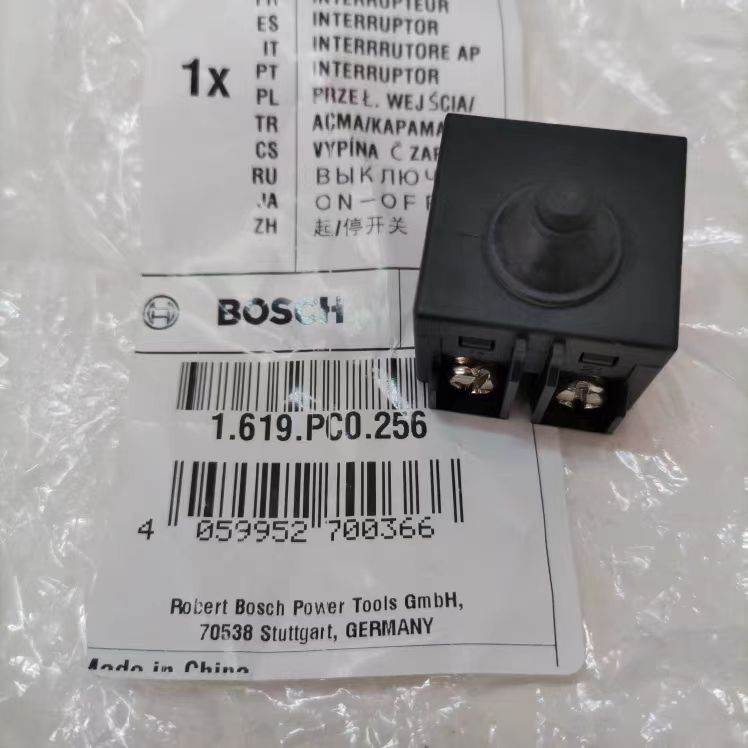 FR INTERRUPTEUR
ES INTERRUPTOR
IT INTERRRUTORE AP
PT INTERRUPTOR
1x
PL PRZEŁ. WEJŚCIA/
TR AÇMA/KAPAMA
CS VYPÍNA Č ZAP
RU ВЫКЛЮЧ
JA ON-OFF
ZH 起/停开关
BOSCH
1.619.PC0.256
4 059952 700366
Robert Bosch Power Tools GmbH,
70538 Stuttgart, GERMANY
Made in China